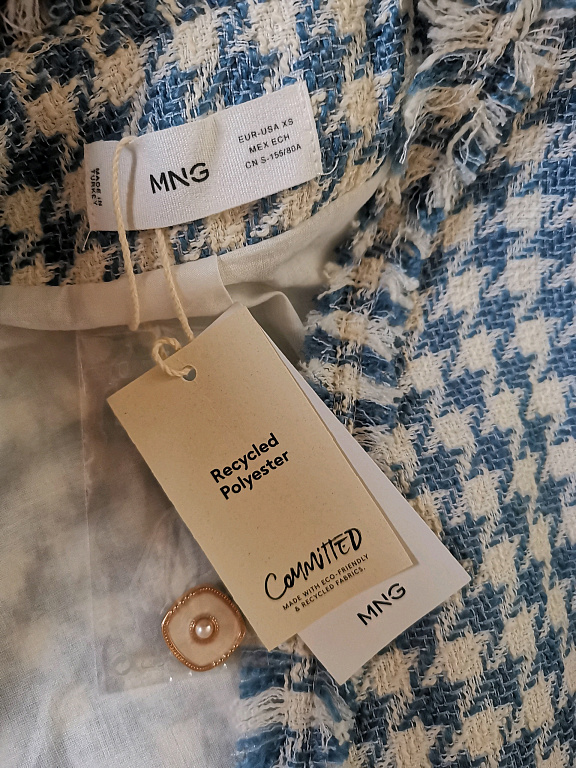 MADE IN
TURKEY
MNG
EUR-USA XS
MEX ECH
CN S-155/80A
Recycled
Polyester
Committed
MADE WITH ECO-FRIENDLY
& RECYCLED FABRICS.
MNG